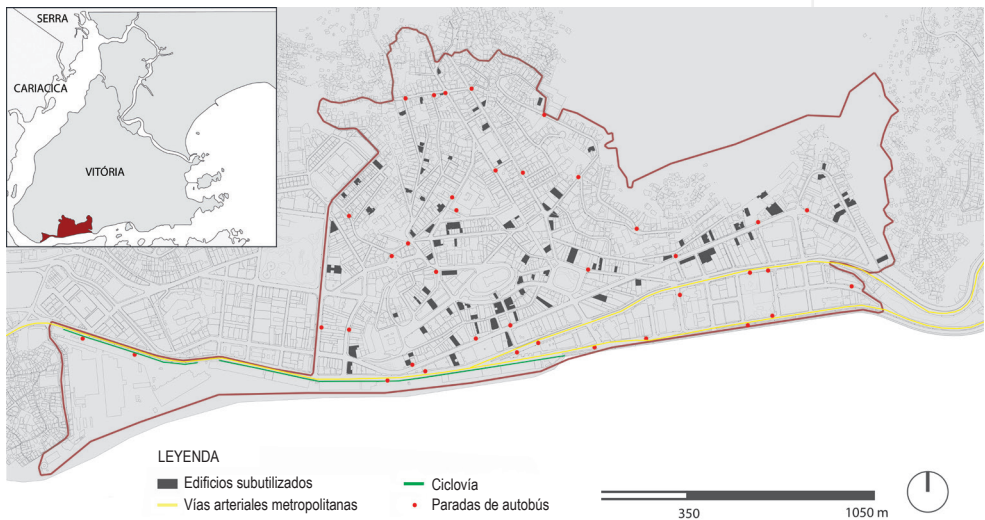 SERRA
CARIACICA
VITÓRIA
LEYENDA
Edificios subutilizados
Vías arteriales metropolitanas
Ciclovía
Paradas de autobús
350
1050 m